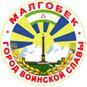 МАЛГОБЕК
ГОРОД ВОИНСКОЙ СЛАВЫ